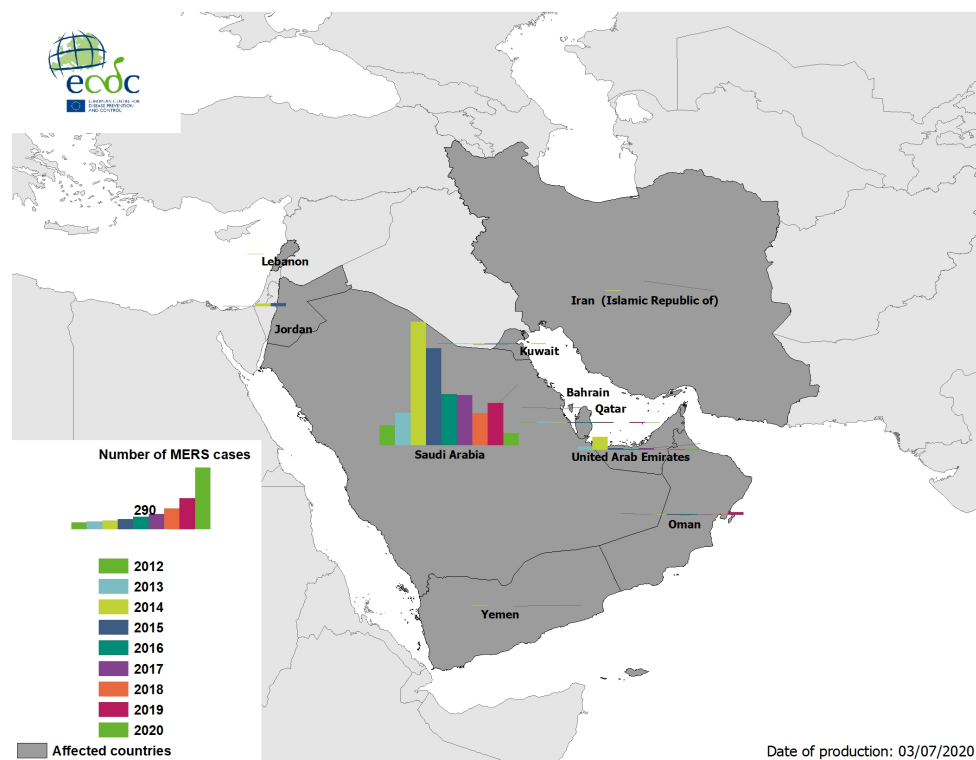 ecdc
EUROPEAN CENTRE FOR
DISEASE PREVENTION
AND CONTROL
Lebanon
Jordan
Iran (Islamic Republic of)
Kuwait
Bahrain
Qatar
Saudi Arabia
United Arab Emirates
Oman
Yemen
Number of MERS cases
290
2012
2013
2014
2015
2016
2017
2018
2019
2020
Affected countries
Date of production: 03/07/2020